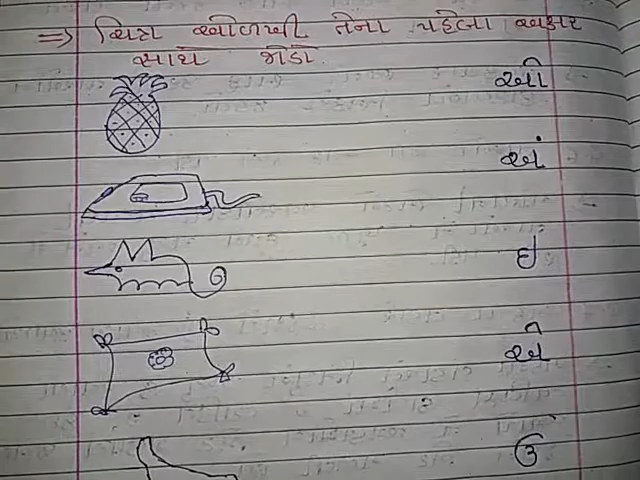 => ચિત્ર ઓળખી તેના પહેલા અક્ષર
સાથે જોડો.
ઓ
અં
ઇ
અ
ઉ